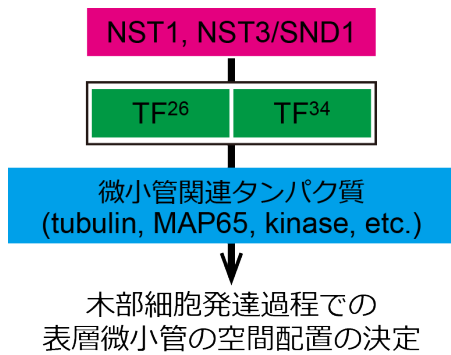 NST1, NST3/SND1
TF26 TF34
微小管関連タンパク質
(tubulin, MAP65, kinase, etc.)
木部細胞発達過程での
表層微小管の空間配置の決定